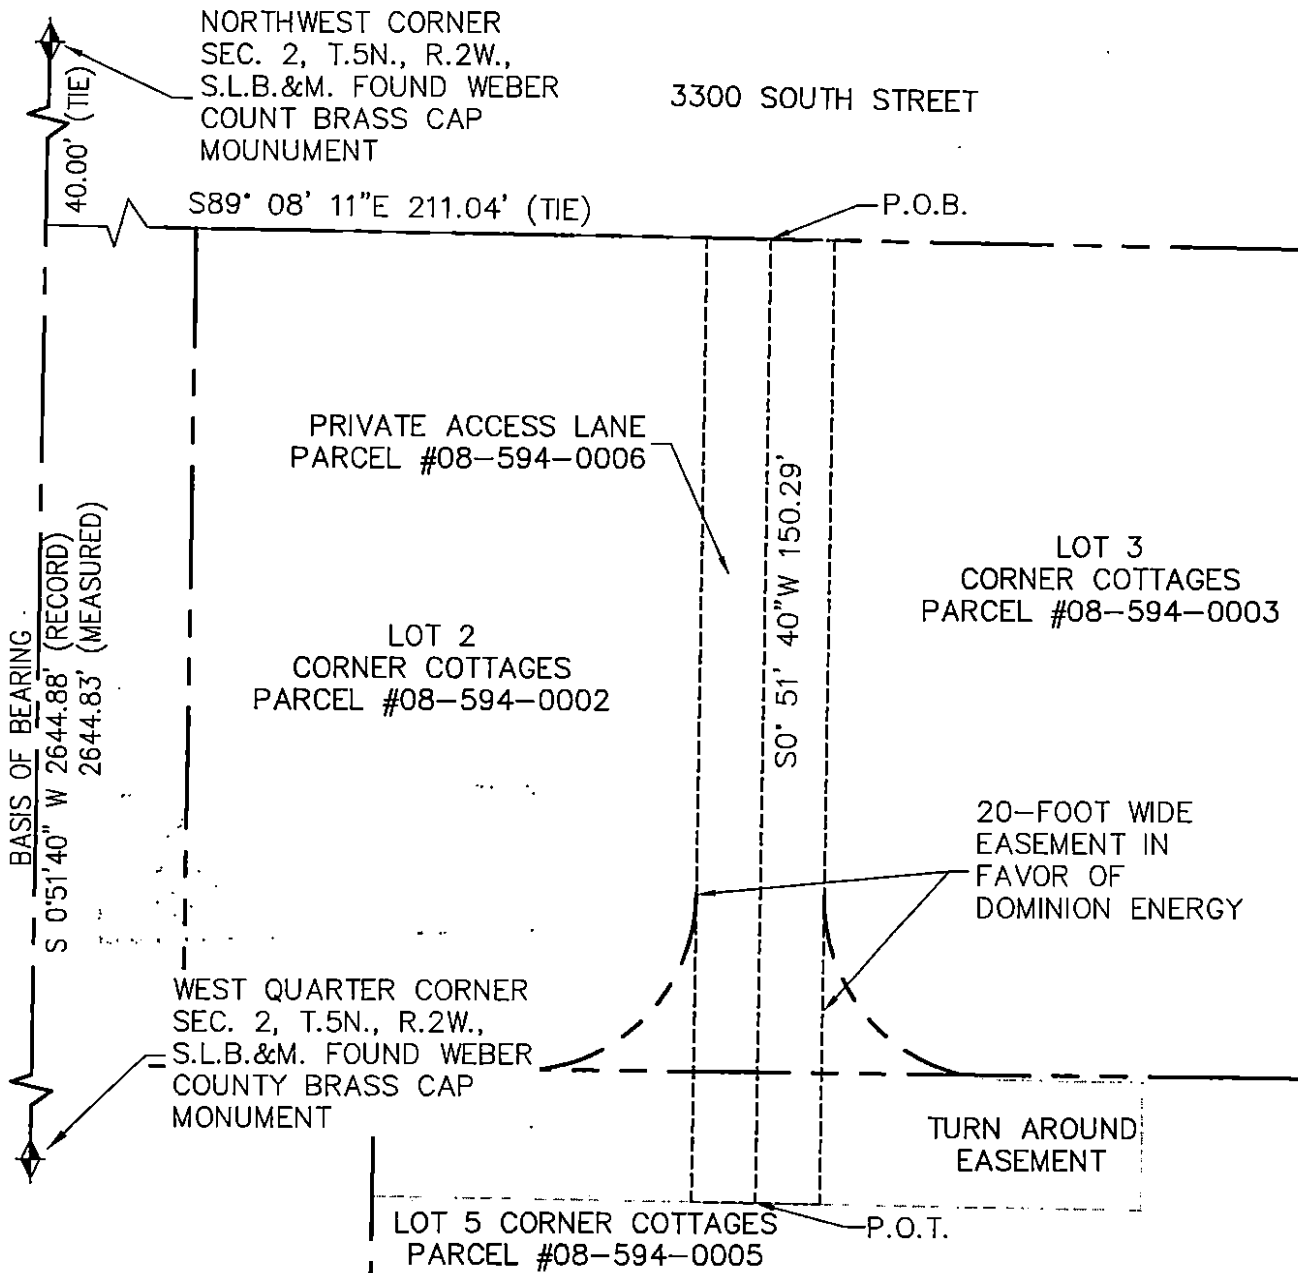 NORTHWEST CORNER
SEC. 2, T.5N., R.2W.,
S.L.B.&M. FOUND WEBER
COUNT BRASS CAP
MOUNUMENT
3300 SOUTH STREET
40.00' (TIE)
S89° 08' 11"E 211.04' (TIE)
P.O.B.
PRIVATE ACCESS LANE
PARCEL #08-594-0006
S0° 51' 40"W 150.29'
LOT 3
CORNER COTTAGES
PARCEL #08-594-0003
LOT 2
CORNER COTTAGES
PARCEL #08-594-0002
BASIS OF BEARING
S 0°51'40" W 2644.88' (RECORD)
2644.83' (MEASURED)
20-FOOT WIDE
EASEMENT IN
FAVOR OF
DOMINION ENERGY
WEST QUARTER CORNER
SEC. 2, T.5N., R.2W.,
S.L.B.&M. FOUND WEBER
COUNTY BRASS CAP
MONUMENT
TURN AROUND
EASEMENT
LOT 5 CORNER COTTAGES
PARCEL #08-594-0005
P.O.T.